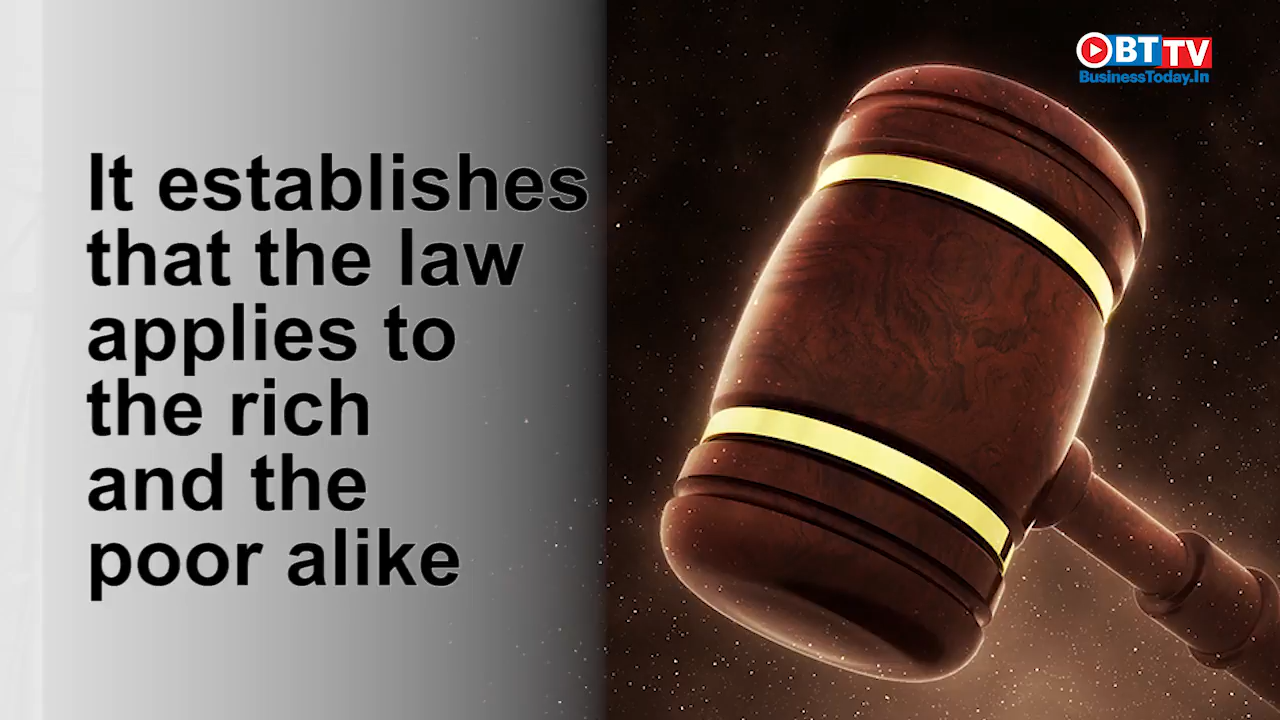 It establishes
that the law
applies to
the rich
and the
poor alike
BT TV
BusinessToday.In